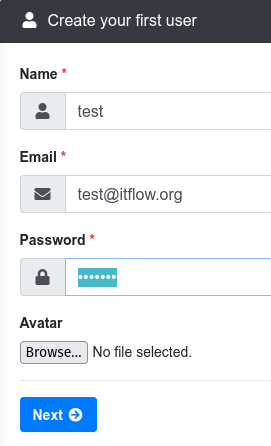 Create your first user
Name *
test
Email *
test@itflow.org
Password *
•••••••
Avatar
Browse... No file selected.
Next